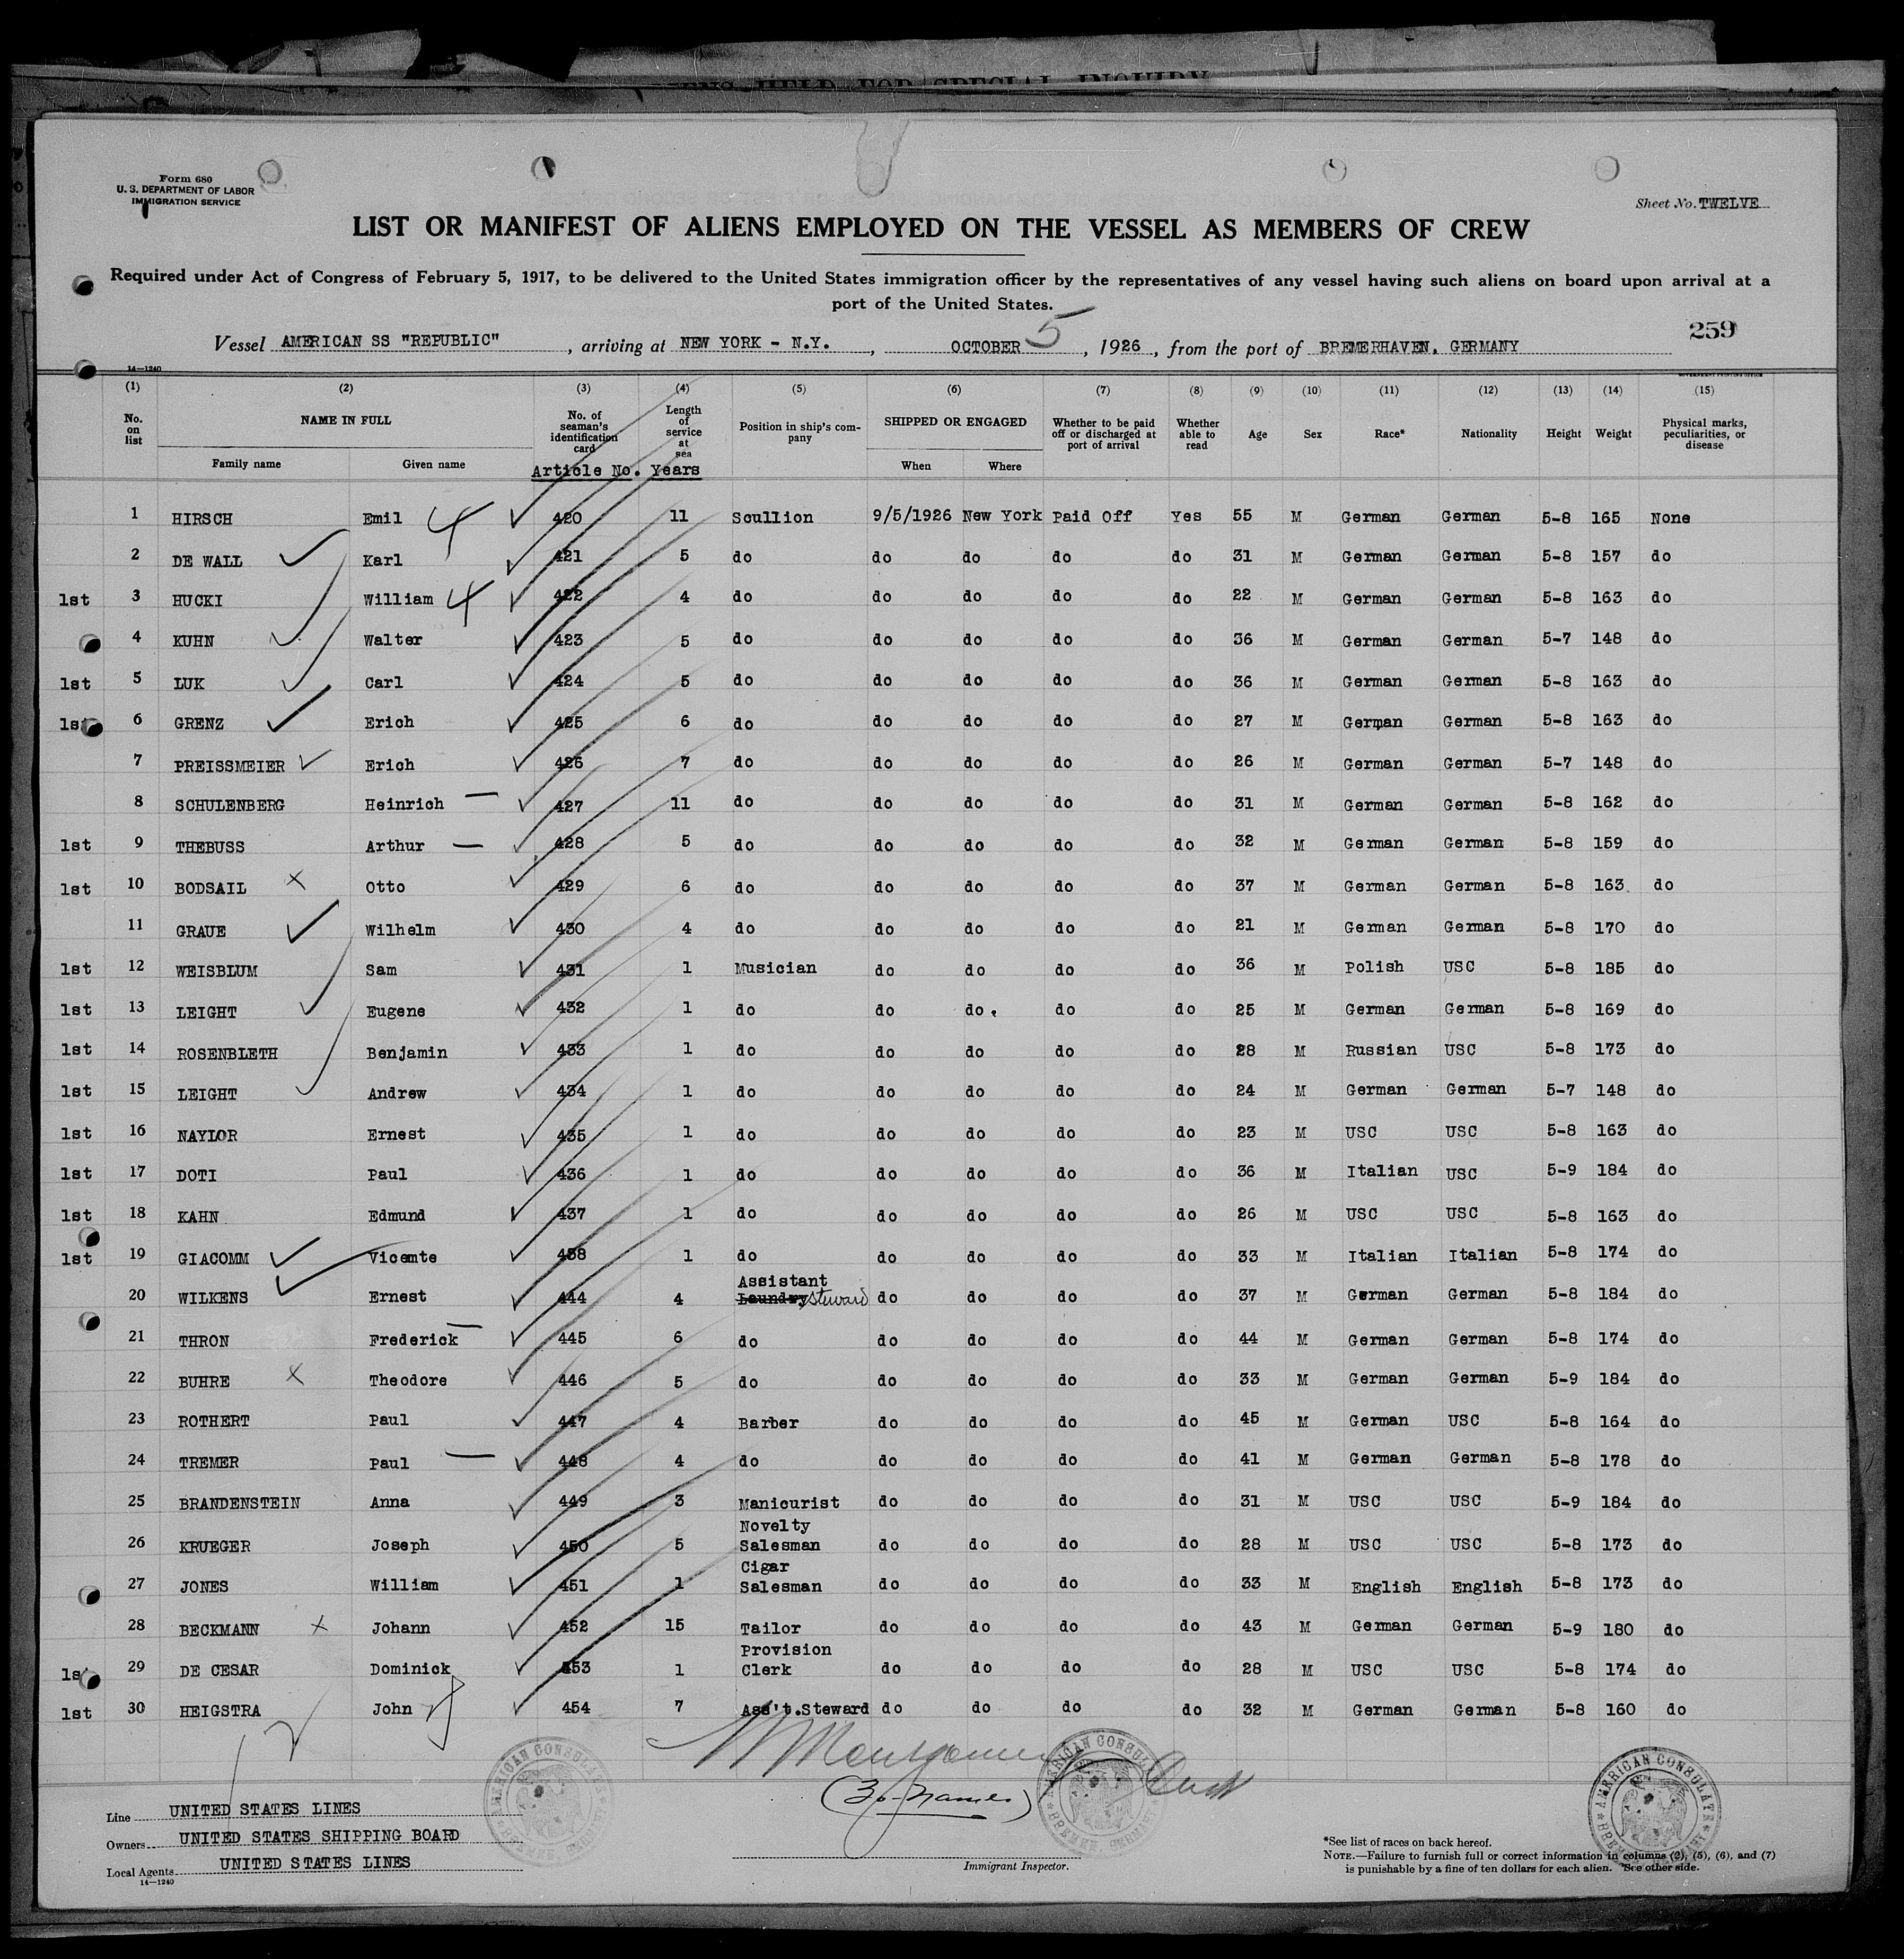 Form 680
U. S. DEPARTMENT OF LABOR
IMMIGRATION SERVICE
Sheet No. TWELVE
LIST OR MANIFEST OF ALIENS EMPLOYED ON THE VESSEL AS MEMBERS OF CREW
Required under Act of Congress of February 5, 1917, to be delivered to the United States immigration officer by the representatives of any vessel having such aliens on board upon arrival at a
port of the United States.
259
Vessel AMERICAN SS "REPUBLIC" , arriving at NEW YORK - N.Y. , OCTOBER 5 , 1926 , from the port of BREMERHAVEN, GERMANY
14—1240
(1) (2) (3) (4) (5) (6) (7) (8) (9) (10) (11) (12) (13) (14) (15)
No. on list NAME IN FULL Family name Given name No. of seaman's identification card Length of service at sea Position in ship's company SHIPPED OR ENGAGED When Where Whether to be paid off or discharged at port of arrival Whether able to read Age Sex Race* Nationality Height Weight Physical marks, peculiarities, or disease
Article No. Years
1 HIRSCH Emil 4 420 11 Scullion 9/5/1926 New York Paid Off Yes 55 M German German 5-8 165 None
2 DE WALL Karl 421 5 do do do do do 31 M German German 5-8 157 do
1st 3 HUCKI William 4 422 4 do do do do do 22 M German German 5-8 163 do
4 KUHN Walter 423 5 do do do do do 36 M German German 5-7 148 do
1st 5 LUK Carl 424 5 do do do do do 36 M German German 5-8 163 do
1st 6 GRENZ Erich 425 6 do do do do do 27 M German German 5-8 163 do
7 PREISSMEIER Erich 426 7 do do do do do 26 M German German 5-7 148 do
8 SCHULENBERG Heinrich 427 11 do do do do do 31 M German German 5-8 162 do
1st 9 THEBUSS Arthur 428 5 do do do do do 32 M German German 5-8 159 do
1st 10 BODSAIL Otto 429 6 do do do do do 37 M German German 5-8 163 do
11 GRAUE Wilhelm 430 4 do do do do do 21 M German German 5-8 170 do
1st 12 WEISBLUM Sam 431 1 Musician do do do do 36 M Polish USC 5-8 185 do
1st 13 LEIGHT Eugene 432 1 do do do. do do 25 M German German 5-8 169 do
1st 14 ROSENBLETH Benjamin 433 1 do do do do do 28 M Russian USC 5-8 173 do
1st 15 LEIGHT Andrew 434 1 do do do do do 24 M German German 5-7 148 do
1st 16 NAYLOR Ernest 435 1 do do do do do 23 M USC USC 5-8 163 do
1st 17 DOTI Paul 436 1 do do do do do 36 M Italian USC 5-9 184 do
1st 18 KAHN Edmund 437 1 do do do do do 26 M USC USC 5-8 163 do
1st 19 GIACOMM Vicemte 438 1 do do do do do 33 M Italian Italian 5-8 174 do
Assistant
20 WILKENS Ernest 444 4 Laundry Steward do do do do 37 M German German 5-8 184 do
21 THRON Frederick 445 6 do do do do do 44 M German German 5-8 174 do
22 BUHRE Theodore 446 5 do do do do do 33 M German German 5-9 184 do
23 ROTHERT Paul 447 4 Barber do do do do 45 M German USC 5-8 164 do
24 TREMER Paul 448 4 do do do do do 41 M German German 5-8 178 do
25 BRANDENSTEIN Anna 449 3 Manicurist do do do do 31 M USC USC 5-9 184 do
Novelty
26 KRUEGER Joseph 450 5 Salesman do do do do 28 M USC USC 5-8 173 do
Cigar
27 JONES William 451 1 Salesman do do do do 33 M English English 5-8 173 do
28 BECKMANN Johann 452 15 Tailor do do do do 43 M German German 5-9 180 do
Provision
1st 29 DE CESAR Dominick 453 1 Clerk do do do do 28 M USC USC 5-8 174 do
1st 30 HEIGSTRA John 454 7 Ass't.Steward do do do do 32 M German German 5-8 160 do
AMERICAN CONSULATE
AMERICAN CONSULATE
AMERICAN CONSULATE
(30 names)
Line UNITED STATES LINES
Owners UNITED STATES SHIPPING BOARD
Local Agents UNITED STATES LINES
14—1240
Immigrant Inspector.
*See list of races on back hereof.
NOTE.—Failure to furnish full or correct information in columns (2), (5), (6), and (7)
is punishable by a fine of ten dollars for each alien. See other side.